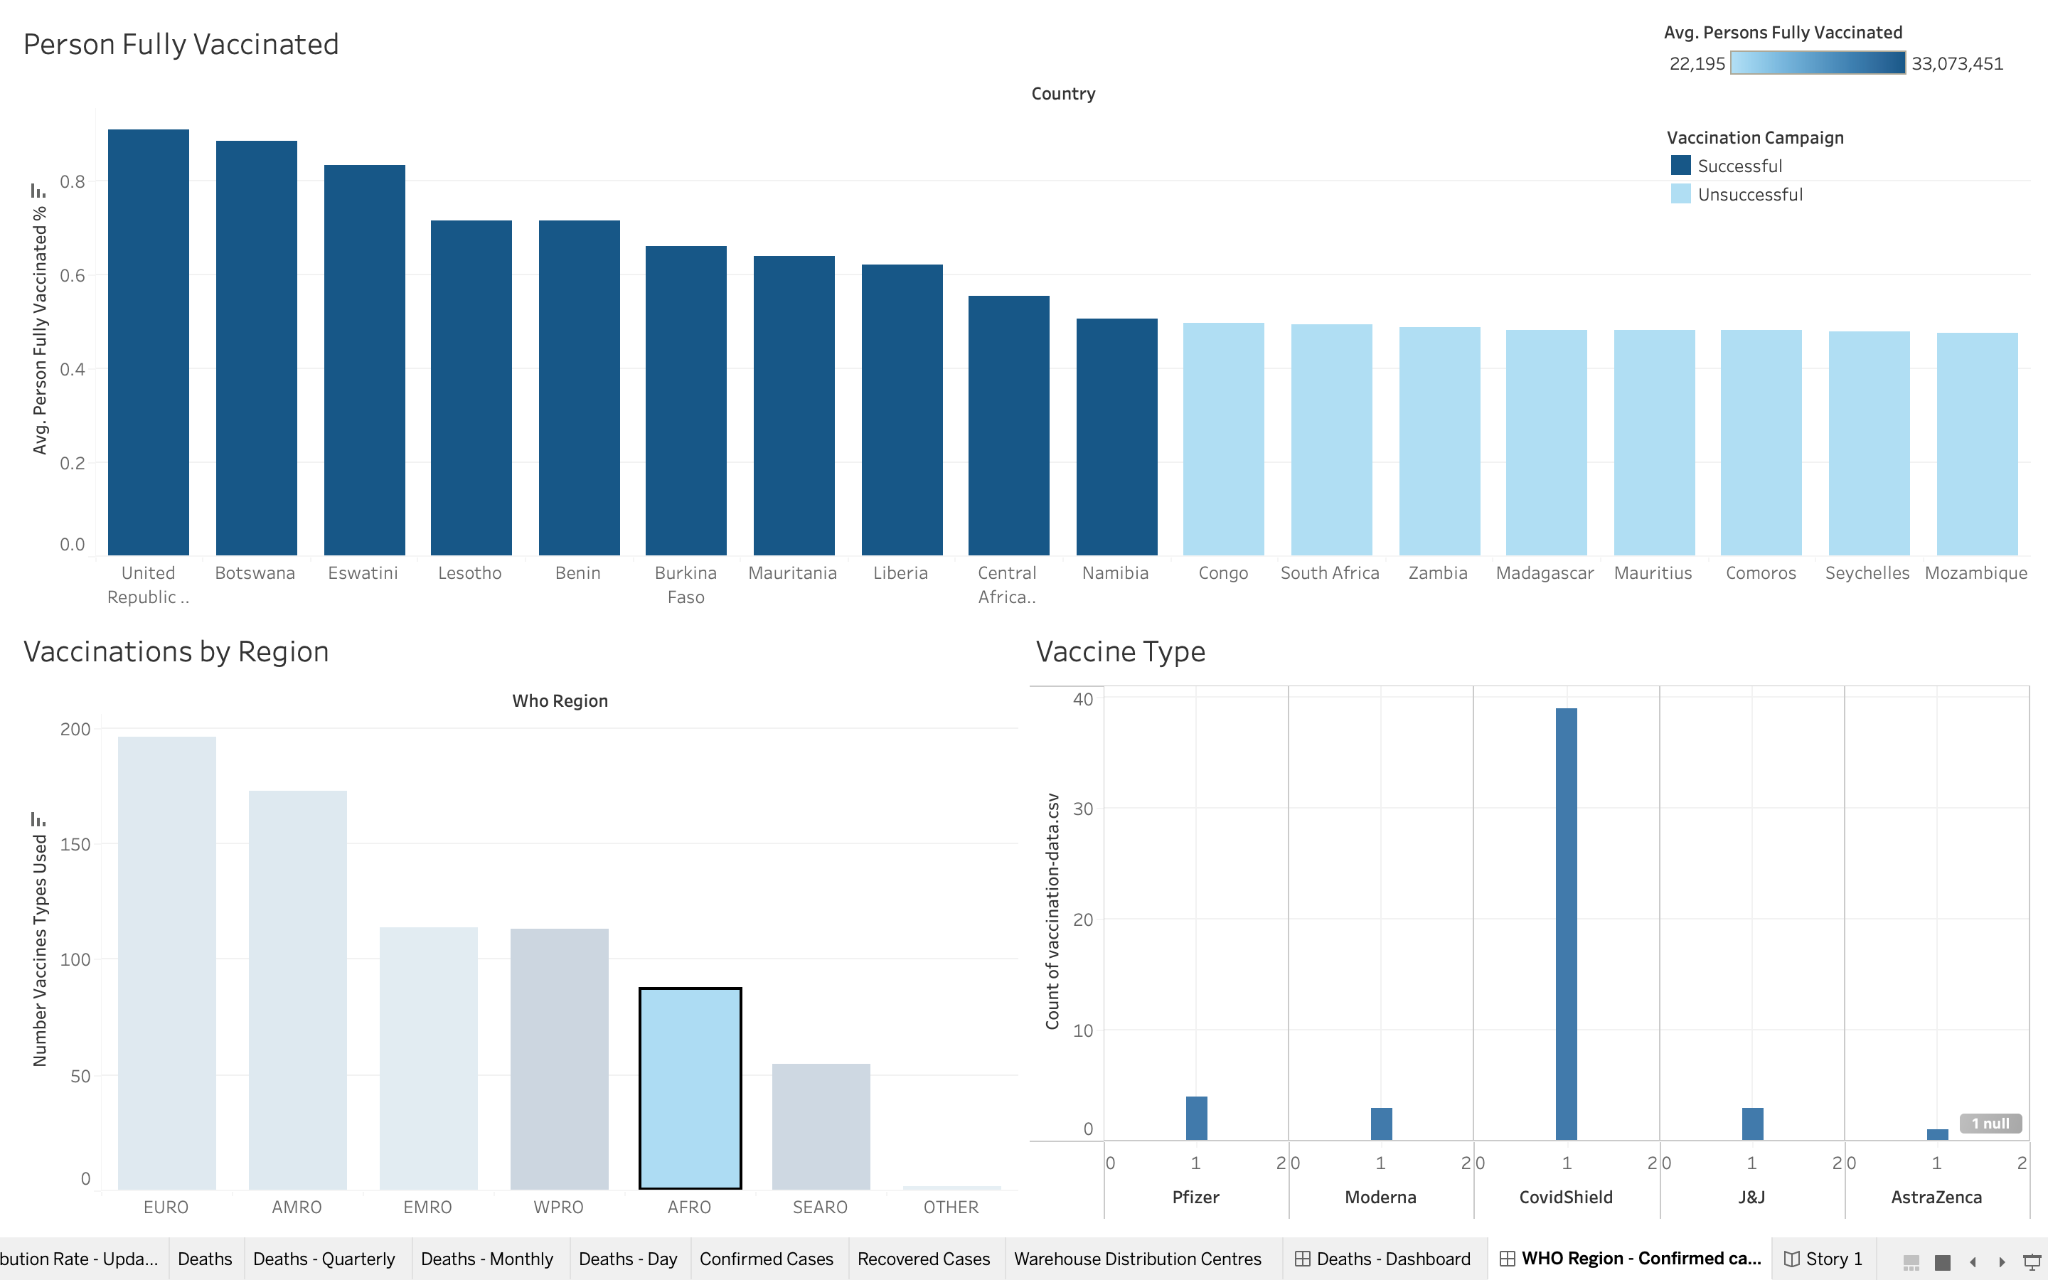 Person Fully Vaccinated
Avg. Persons Fully Vaccinated
22,195 33,073,451
Country
Vaccination Campaign
Successful
Unsuccessful
Avg. Person Fully Vaccinated %
0.8
0.6
0.4
0.2
0.0
United Republic .. Botswana Eswatini Lesotho Benin Burkina Faso Mauritania Liberia Central Africa.. Namibia Congo South Africa Zambia Madagascar Mauritius Comoros Seychelles Mozambique
Vaccinations by Region
Who Region
Number Vaccines Types Used
200
150
100
50
0
EURO AMRO EMRO WPRO AFRO SEARO OTHER
Vaccine Type
Count of vaccination-data.csv
40
30
20
10
0
1 null
0 1 2 0 1 2 0 1 2 0 1 2 0 1 2
Pfizer Moderna CovidShield J&J AstraZenca
bution Rate - Upda... Deaths Deaths - Quarterly Deaths - Monthly Deaths - Day Confirmed Cases Recovered Cases Warehouse Distribution Centres Deaths - Dashboard WHO Region - Confirmed ca... Story 1